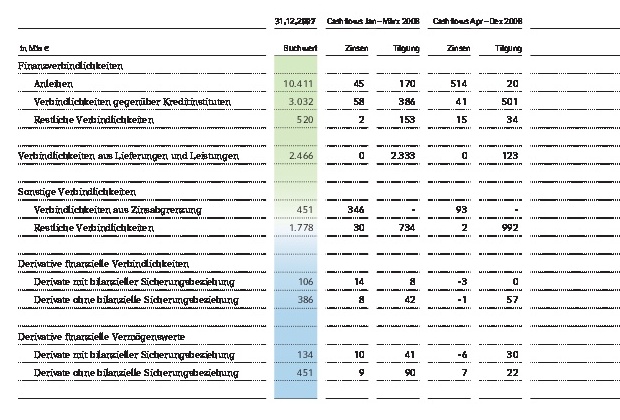 31.12.2007 Cashflows Jan–März 2008 Cashflows Apr–Dez 2008
in Mio € Buchwert Zinsen Tilgung Zinsen Tilgung
Finanzverbindlichkeiten
Anleihen 10.411 45 170 514 20
Verbindlichkeiten gegenüber Kreditinstituten 3.032 58 386 41 501
Restliche Verbindlichkeiten 520 2 153 15 34
Verbindlichkeiten aus Lieferungen und Leistungen 2.466 0 2.333 0 123
Sonstige Verbindlichkeiten
Verbindlichkeiten aus Zinsabgrenzung 451 346 - 93 -
Restliche Verbindlichkeiten 1.778 30 734 2 992
Derivative finanzielle Verbindlichkeiten
Derivate mit bilanzieller Sicherungsbeziehung 106 14 8 -3 0
Derivate ohne bilanzielle Sicherungsbeziehung 386 8 42 -1 57
Derivative finanzielle Vermögenswerte
Derivate mit bilanzieller Sicherungsbeziehung 134 10 41 -6 30
Derivate ohne bilanzielle Sicherungsbeziehung 451 9 90 7 22